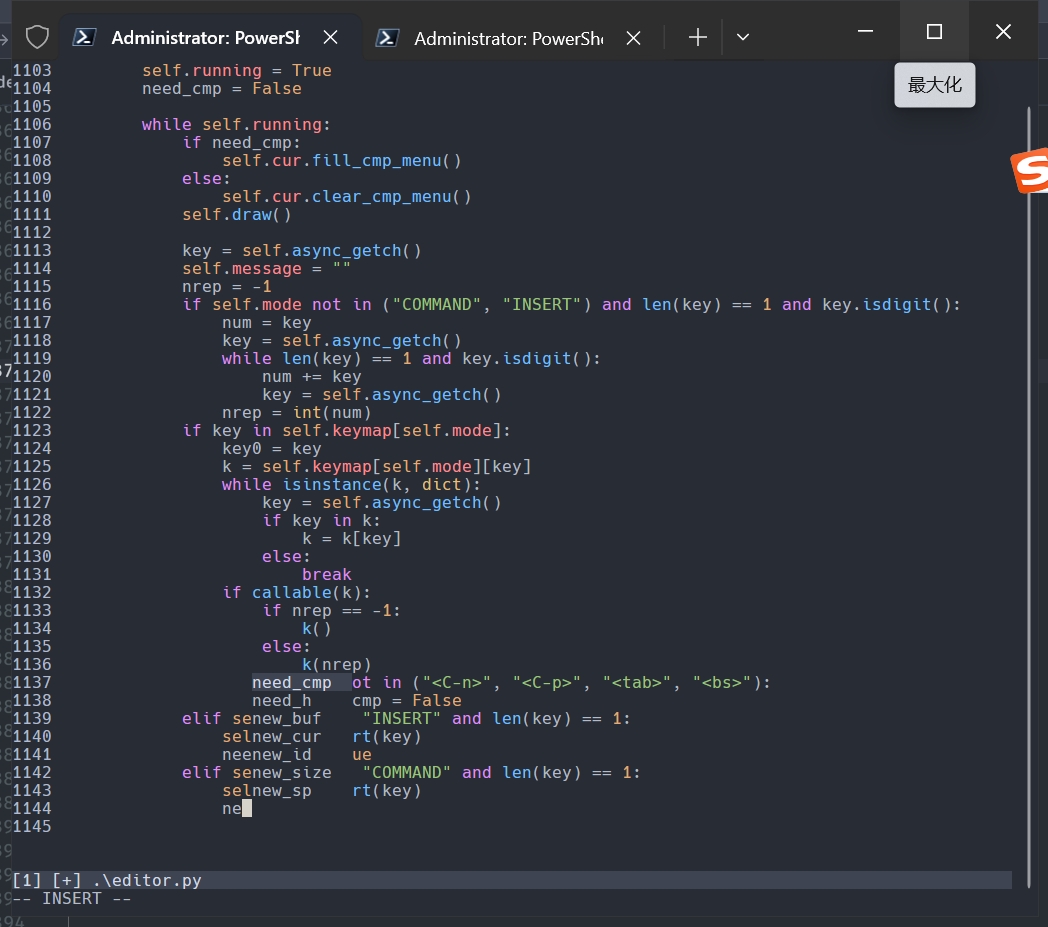 Administrator: PowerSh
Administrator: PowerShe
最大化
1103 self.running = True
1104 need_cmp = False
1105
1106 while self.running:
1107 if need_cmp:
1108 self.cur.fill_cmp_menu()
1109 else:
1110 self.cur.clear_cmp_menu()
1111 self.draw()
1112
1113 key = self.async_getch()
1114 self.message = ""
1115 nrep = -1
1116 if self.mode not in ("COMMAND", "INSERT") and len(key) == 1 and key.isdigit():
1117 num = key
1118 key = self.async_getch()
1119 while len(key) == 1 and key.isdigit():
1120 num += key
1121 key = self.async_getch()
1122 nrep = int(num)
1123 if key in self.keymap[self.mode]:
1124 key0 = key
1125 k = self.keymap[self.mode][key]
1126 while isinstance(k, dict):
1127 key = self.async_getch()
1128 if key in k:
1129 k = k[key]
1130 else:
1131 break
1132 if callable(k):
1133 if nrep == -1:
1134 k()
1135 else:
1136 k(nrep)
1137 need_cmp ot in ("<C-n>", "<C-p>", "<tab>", "<bs>"):
1138 need_h cmp = False
1139 elif senew_buf "INSERT" and len(key) == 1:
1140 selnew_cur rt(key)
1141 neenew_id ue
1142 elif senew_size "COMMAND" and len(key) == 1:
1143 selnew_sp rt(key)
1144 ne
1145
[1] [+] .\editor.py
-- INSERT --